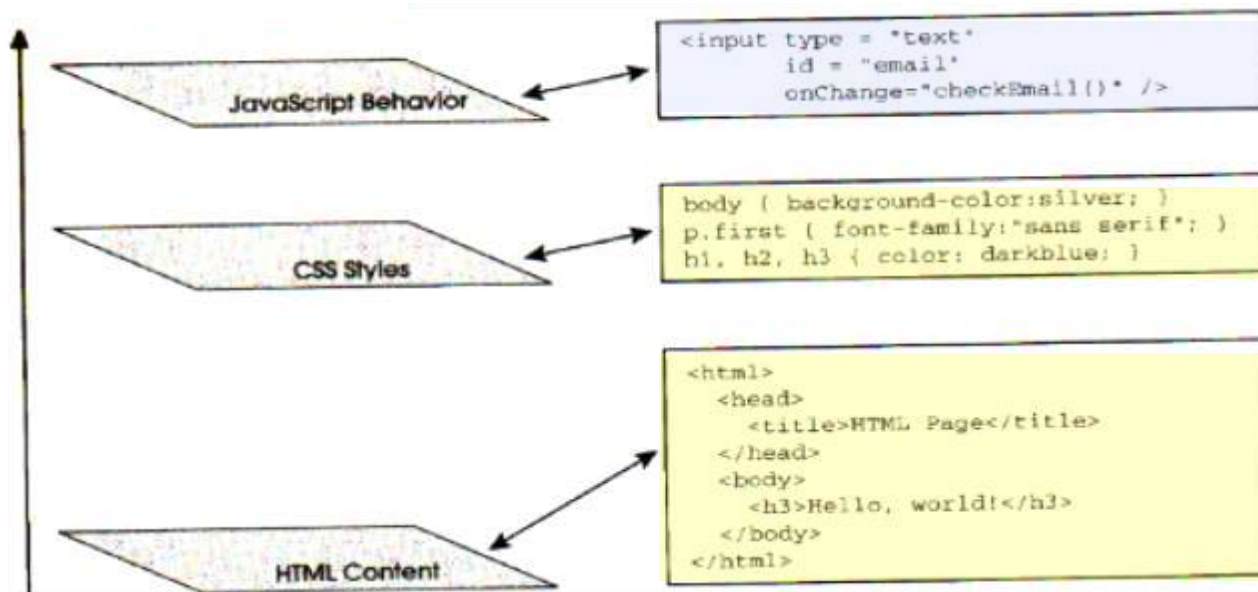 JavaScript Behavior
<input type = "text"
id = "email"
onChange="checkEmail()" />
CSS Styles
body { background-color:silver; }
p.first { font-family:"sans serif"; }
h1, h2, h3 { color: darkblue; }
HTML Content
<html>
<head>
<title>HTML Page</title>
</head>
<body>
<h3>Hello, world!</h3>
</body>
</html>